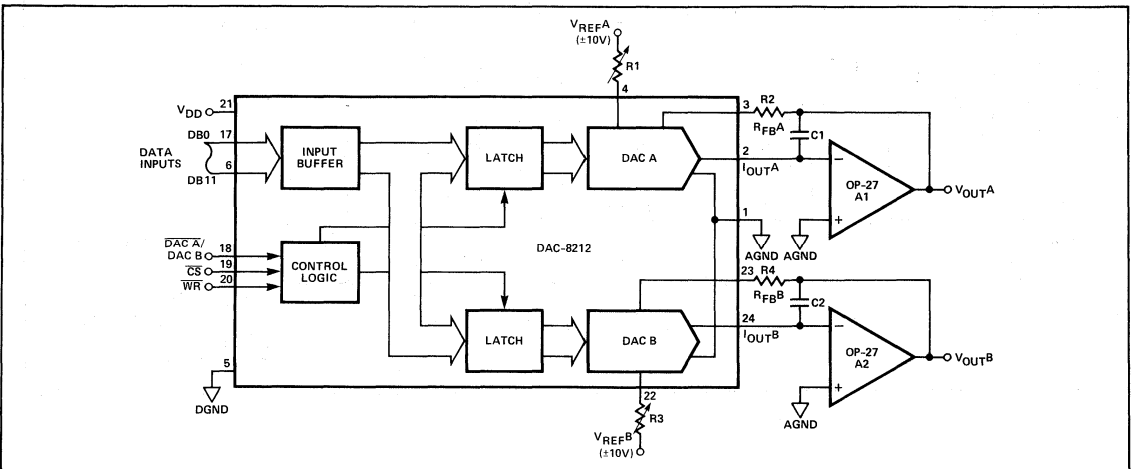 VREFA
(±10V)
R1
4
VDD
21
DB0
17
DATA
INPUTS
6
DB11
INPUT
BUFFER
LATCH
DAC A
3
R2
RFBA
C1
2
IOUTA
−
OP-27
A1
+
VOUTA
1
AGND
AGND
DAC A/
DAC B
18
CS
19
WR
20
CONTROL
LOGIC
DAC-8212
LATCH
DAC B
23
R4
RFBB
C2
24
IOUTB
−
OP-27
A2
+
VOUTB
AGND
5
DGND
22
R3
VREFB
(±10V)